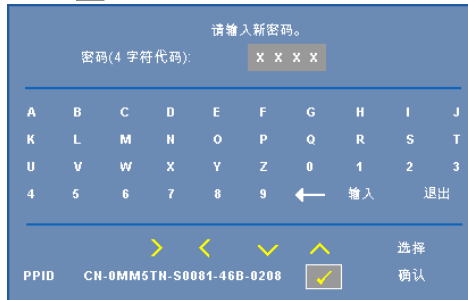 请输入新密码。
密码(4 字符代码): X X X X
A B C D E F G H I J
K L M N O P Q R S T
U V W X Y Z 0 1 2 3
4 5 6 7 8 9 ← 输入 退出
选择
PPID CN-0MM5TN-S0081-46B-0208 ✓ 确认